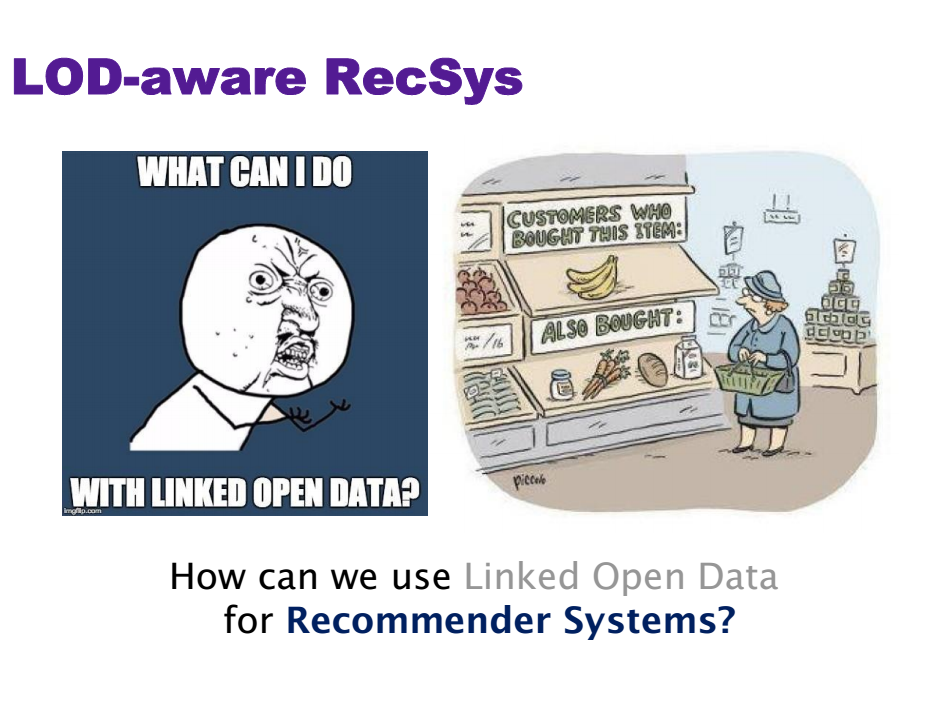 LOD-aware RecSys
WHAT CAN I DO
WITH LINKED OPEN DATA?
imgflip.com
CUSTOMERS WHO
BOUGHT THIS ITEM:
ALSO BOUGHT:
piccolo
How can we use Linked Open Data
for Recommender Systems?